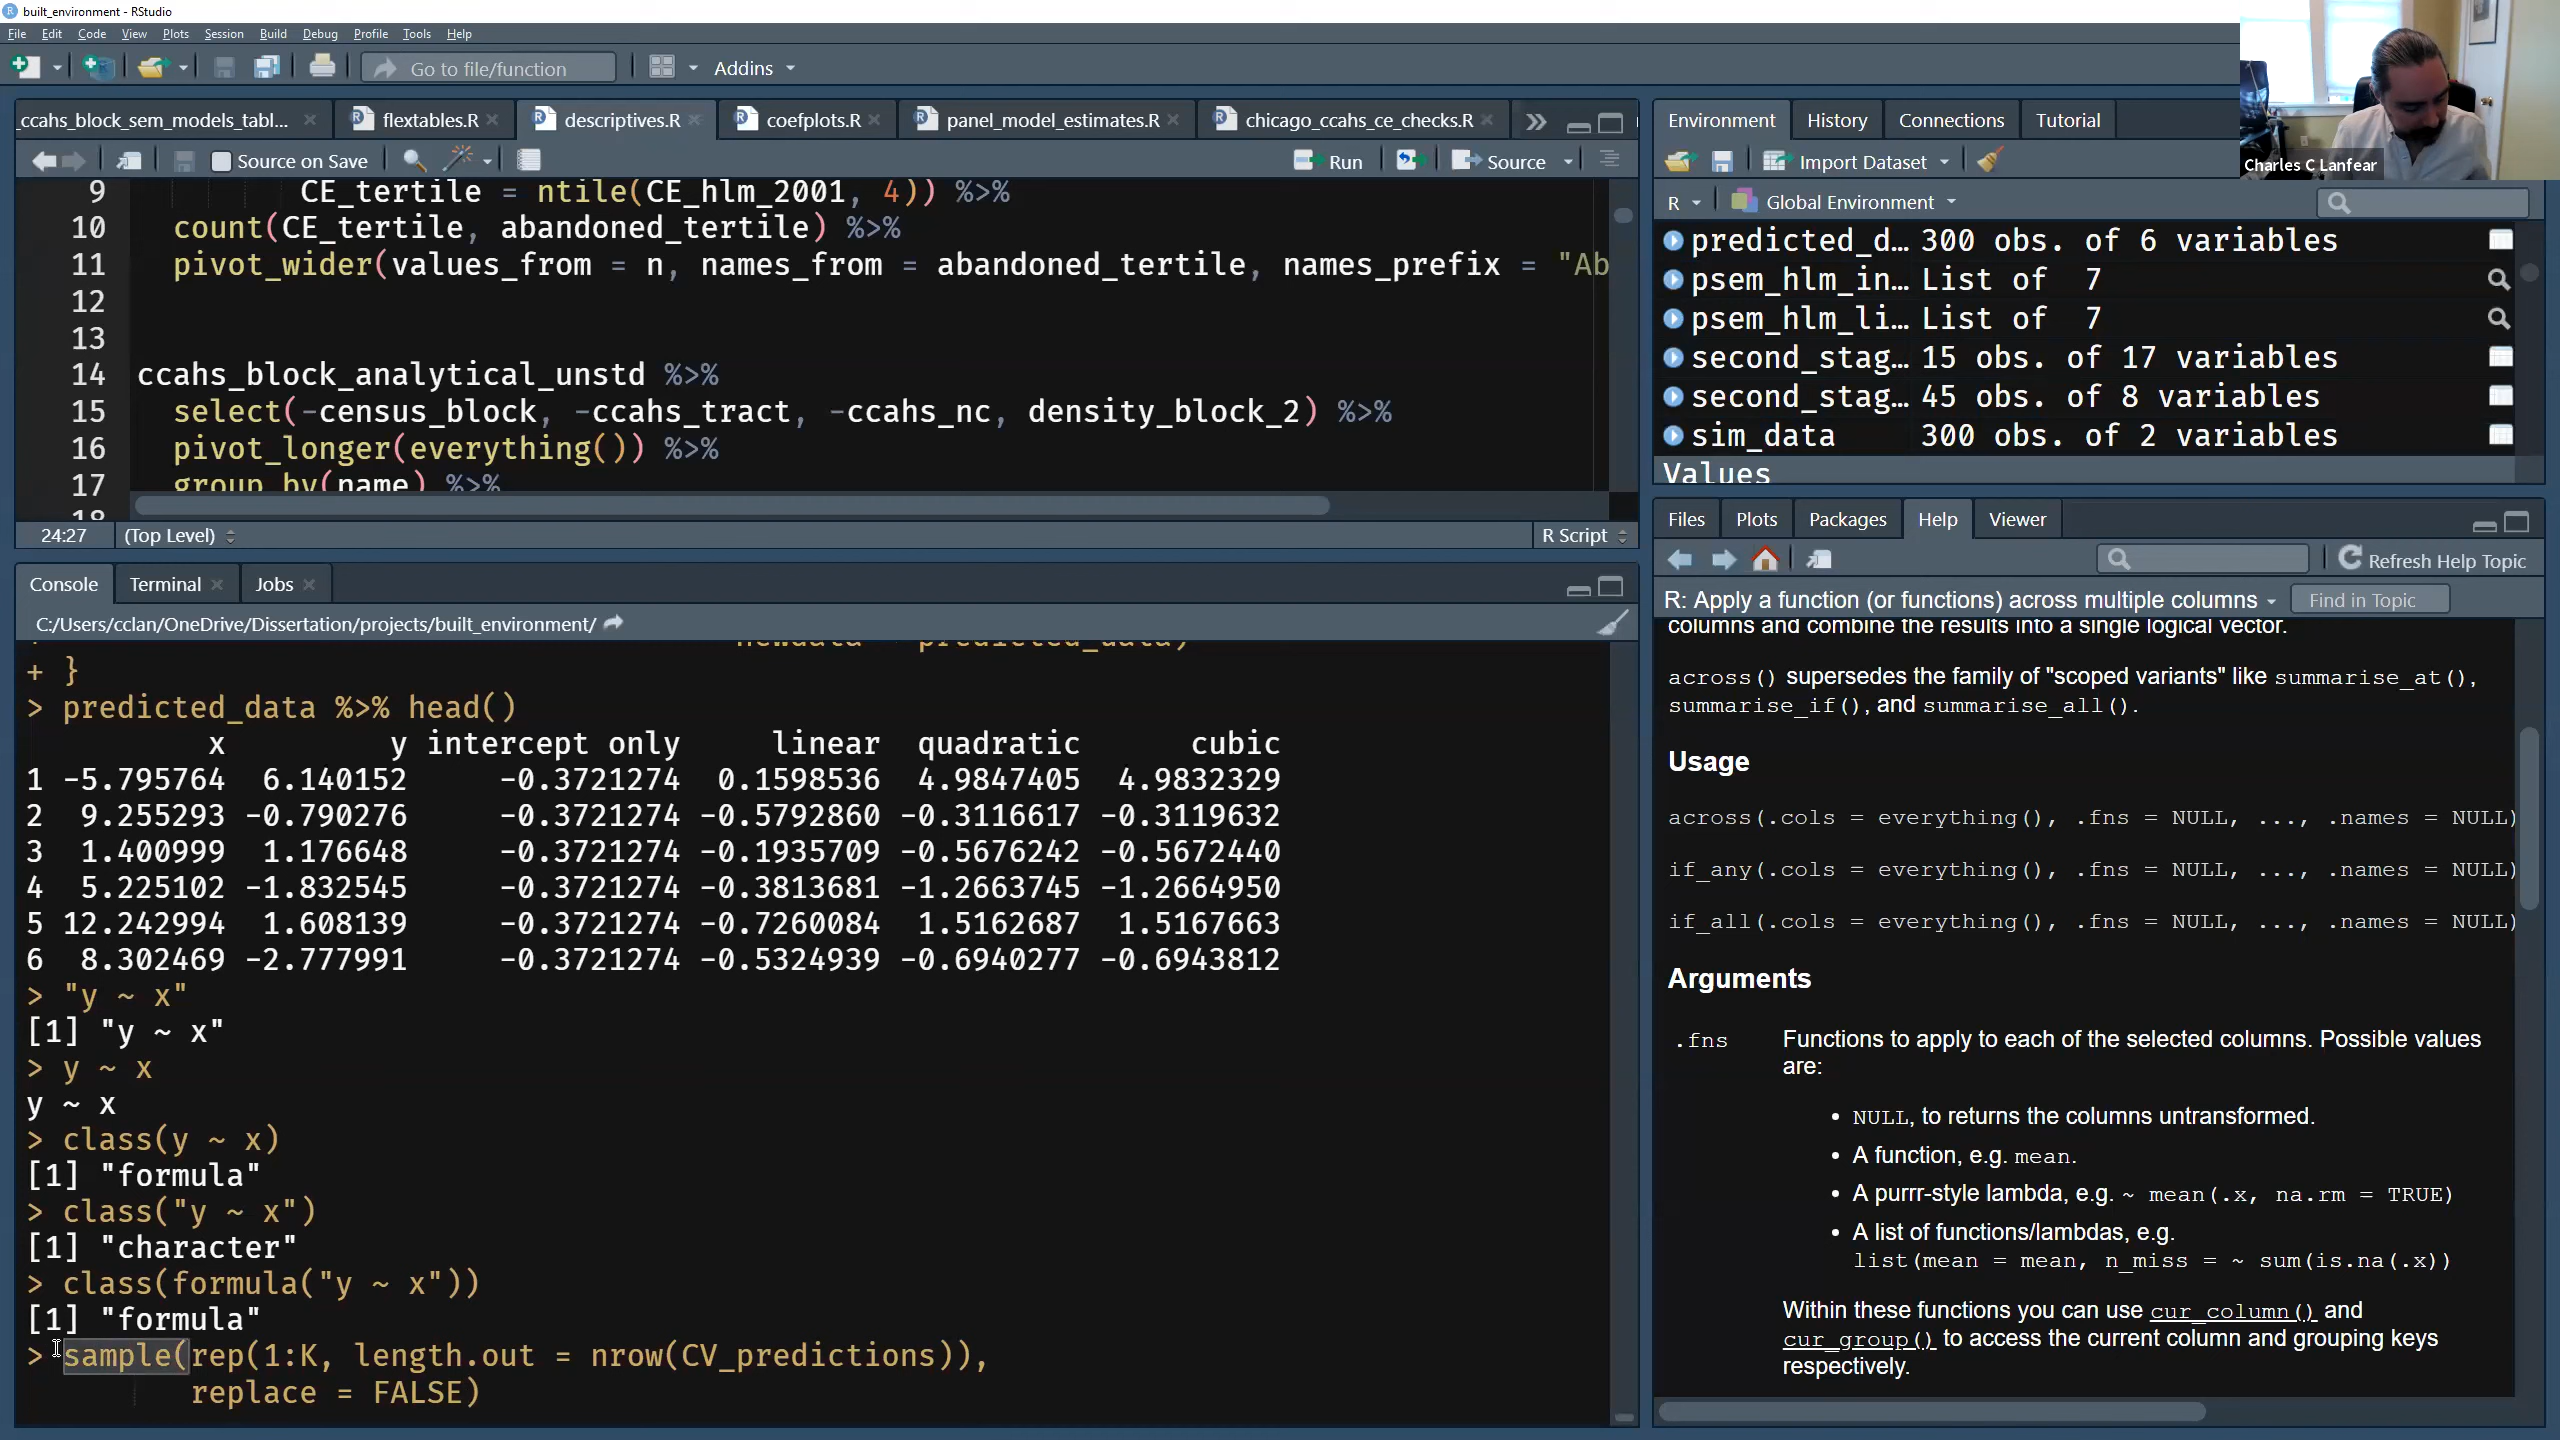 built_environment - RStudio
File Edit Code View Plots Session Build Debug Profile Tools Help
Go to file/function Addins
_ccahs_block_sem_models_tabl... flextables.R descriptives.R coefplots.R panel_model_estimates.R chicago_ccahs_ce_checks.R
Source on Save Run Source
9 CE_tertile = ntile(CE_hlm_2001, 4)) %>%
10 count(CE_tertile, abandoned_tertile) %>%
11 pivot_wider(values_from = n, names_from = abandoned_tertile, names_prefix = "Ab
12
13
14 ccahs_block_analytical_unstd %>%
15 select(-census_block, -ccahs_tract, -ccahs_nc, density_block_2) %>%
16 pivot_longer(everything()) %>%
17 group_by(name) %>%
18
24:27 (Top Level) R Script
Console Terminal Jobs
C:/Users/cclan/OneDrive/Dissertation/projects/built_environment/
newdata = predicted_data)
+ }
> predicted_data %>% head()
x y intercept only linear quadratic cubic
1 -5.795764 6.140152 -0.3721274 0.1598536 4.9847405 4.9832329
2 9.255293 -0.790276 -0.3721274 -0.5792860 -0.3116617 -0.3119632
3 1.400999 1.176648 -0.3721274 -0.1935709 -0.5676242 -0.5672440
4 5.225102 -1.832545 -0.3721274 -0.3813681 -1.2663745 -1.2664950
5 12.242994 1.608139 -0.3721274 -0.7260084 1.5162687 1.5167663
6 8.302469 -2.777991 -0.3721274 -0.5324939 -0.6940277 -0.6943812
> "y ~ x"
[1] "y ~ x"
> y ~ x
y ~ x
> class(y ~ x)
[1] "formula"
> class("y ~ x")
[1] "character"
> class(formula("y ~ x"))
[1] "formula"
> sample(rep(1:K, length.out = nrow(CV_predictions)),
replace = FALSE)
Charles C Lanfear
Environment History Connections Tutorial
Import Dataset
R Global Environment
predicted_d... 300 obs. of 6 variables
psem_hlm_in... List of 7
psem_hlm_li... List of 7
second_stag... 15 obs. of 17 variables
second_stag... 45 obs. of 8 variables
sim_data 300 obs. of 2 variables
Values
Files Plots Packages Help Viewer
Refresh Help Topic
R: Apply a function (or functions) across multiple columns Find in Topic
columns and combine the results into a single logical vector.
across() supersedes the family of "scoped variants" like summarise_at(),
summarise_if(), and summarise_all().
Usage
across(.cols = everything(), .fns = NULL, ..., .names = NULL)
if_any(.cols = everything(), .fns = NULL, ..., .names = NULL)
if_all(.cols = everything(), .fns = NULL, ..., .names = NULL)
Arguments
.fns Functions to apply to each of the selected columns. Possible values
are:
• NULL, to returns the columns untransformed.
• A function, e.g. mean.
• A purrr-style lambda, e.g. ~ mean(.x, na.rm = TRUE)
• A list of functions/lambdas, e.g.
list(mean = mean, n_miss = ~ sum(is.na(.x))
Within these functions you can use cur_column() and
cur_group() to access the current column and grouping keys
respectively.